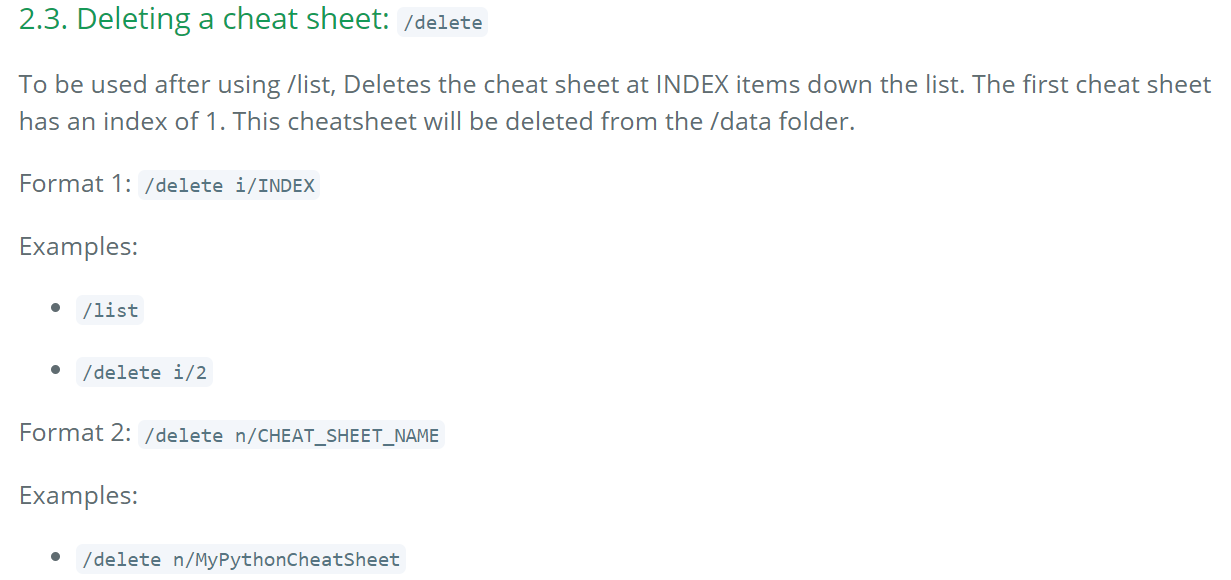 2.3. Deleting a cheat sheet: /delete
To be used after using /list, Deletes the cheat sheet at INDEX items down the list. The first cheat sheet
has an index of 1. This cheatsheet will be deleted from the /data folder.
Format 1: /delete i/INDEX
Examples:
• /list
• /delete i/2
Format 2: /delete n/CHEAT_SHEET_NAME
Examples:
• /delete n/MyPythonCheatSheet